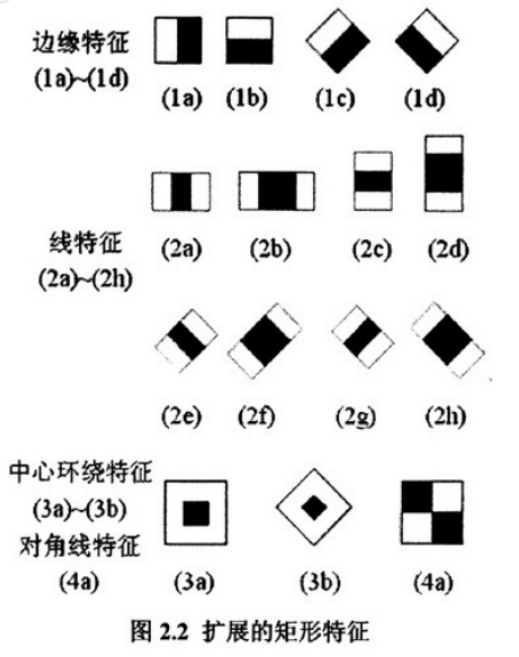 边缘特征
(1a)~(1d)
(1a) (1b) (1c) (1d)
(2a) (2b) (2c) (2d)
线特征
(2a)~(2h)
(2e) (2f) (2g) (2h)
中心环绕特征
(3a)~(3b)
对角线特征
(4a) (3a) (3b) (4a)
图 2.2 扩展的矩形特征